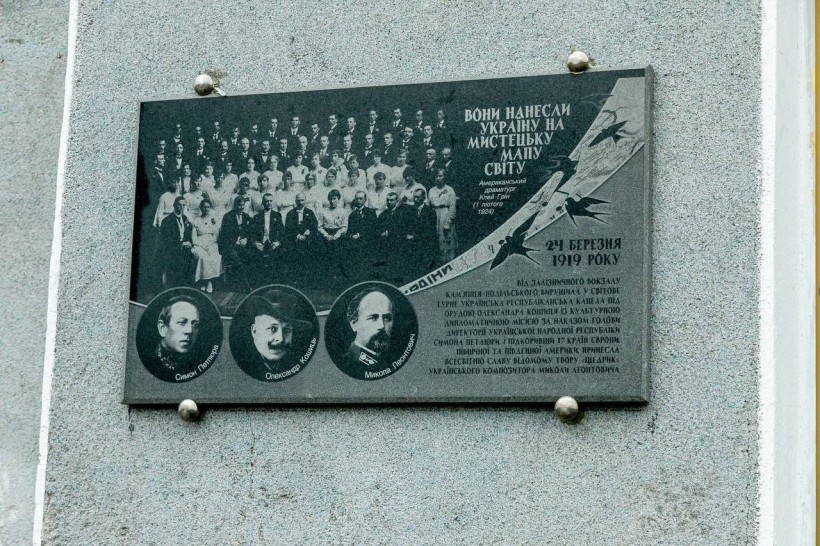 ВОНИ НАНЕСЛИ
УКРАЇНУ НА
МИСТЕЦЬКУ
МАПУ
СВІТУ
Американський
драматург
Клей Грін
(1 лютого
1924)
24 БЕРЕЗНЯ
1919 РОКУ
ВІД ЗАЛІЗНИЧНОГО ВОКЗАЛУ
КАМ'ЯНЦЯ-ПОДІЛЬСЬКОГО ВИРУШИЛА У СВІТОВЕ
ТУРНЕ УКРАЇНСЬКА РЕСПУБЛІКАНСЬКА КАПЕЛА ПІД
ОРУДОЮ ОЛЕКСАНДРА КОШИЦЯ ІЗ КУЛЬТУРНОЮ
ДИПЛОМАТИЧНОЮ МІСІЄЮ ЗА НАКАЗОМ ГОЛОВИ
ДИРЕКТОРІЇ УКРАЇНСЬКОЇ НАРОДНОЇ РЕСПУБЛІКИ
СИМОНА ПЕТЛЮРИ. І ПІДКОРИВШИ 17 КРАЇН ЄВРОПИ,
ПІВНІЧНОЇ ТА ПІВДЕННОЇ АМЕРИКИ ПРИНЕСЛА
ВСЕСВІТНЮ СЛАВУ ВІДОМОМУ ТВОРУ «ЩЕДРИК»
УКРАЇНСЬКОГО КОМПОЗИТОРА МИКОЛИ ЛЕОНТОВИЧА
УКРАЇНИ
Симон Петлюра
Олександр Кошиць
Микола Леонтович